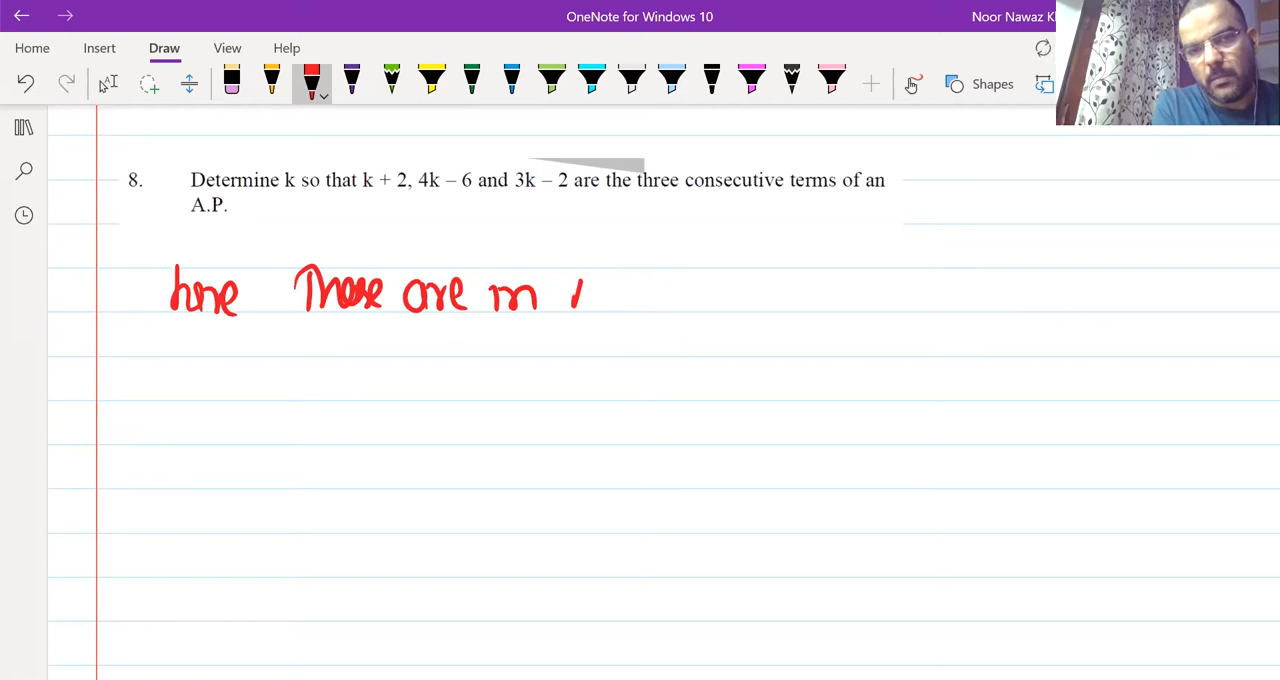 OneNote for Windows 10
Noor Nawaz Kh
Home Insert Draw View Help
Shapes
8. Determine k so that k + 2, 4k – 6 and 3k – 2 are the three consecutive terms of an
A.P.
here These are in